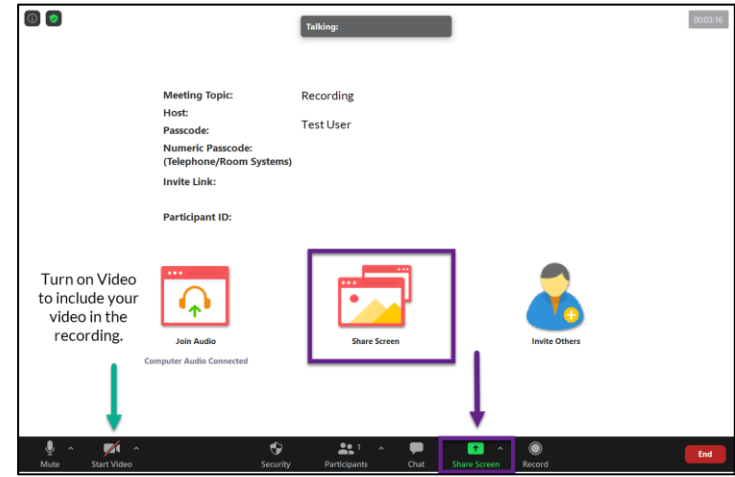 Talking:
00:03:16
Meeting Topic: Recording
Host:
Test User
Passcode:
Numeric Passcode:
(Telephone/Room Systems)
Invite Link:
Participant ID:
Turn on Video
to include your
video in the
recording.
Join Audio
Share Screen
Invite Others
Computer Audio Connected
Mute
Start Video
Security
1
Participants
Chat
Share Screen
Record
End